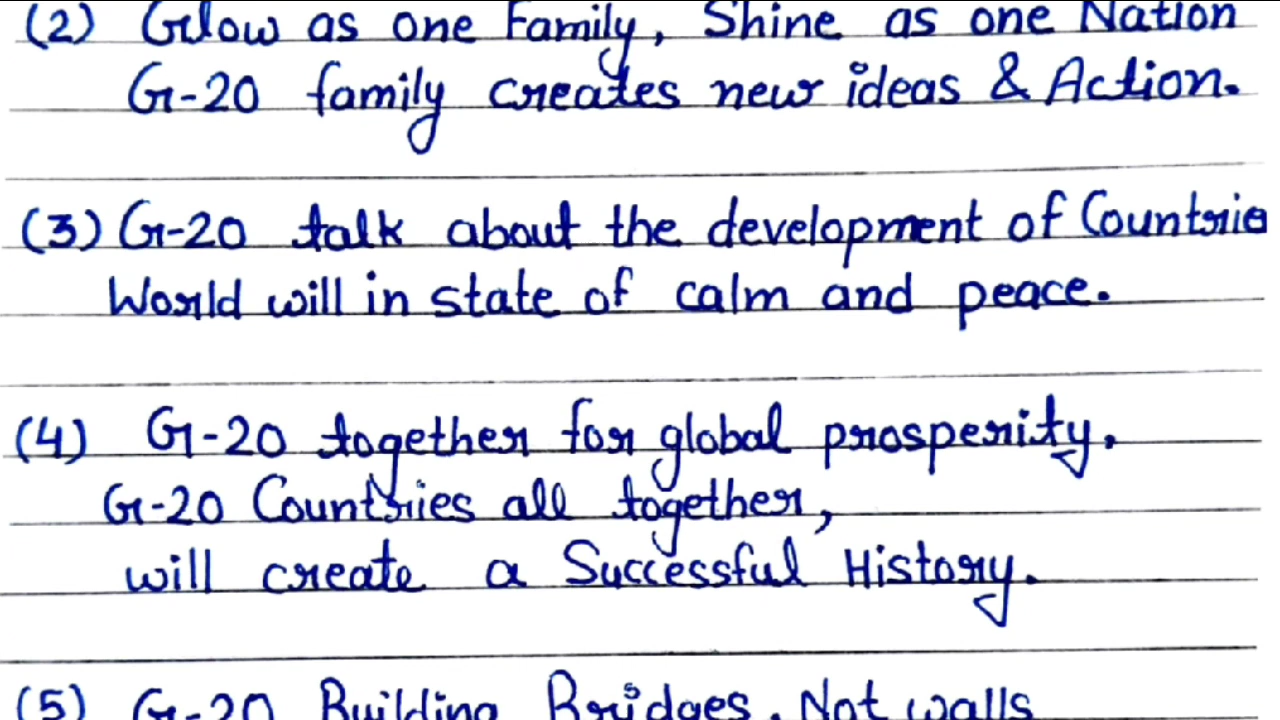 (2) Glow as one Family, Shine as one Nation
G-20 family creates new ideas & Action.
(3) G-20 talk about the development of Countrie
World will in state of calm and peace.
(4) G-20 together for global prosperity.
G-20 Countries all together,
will create a Successful History.
(5) G-20 Building Bridges, Not walls